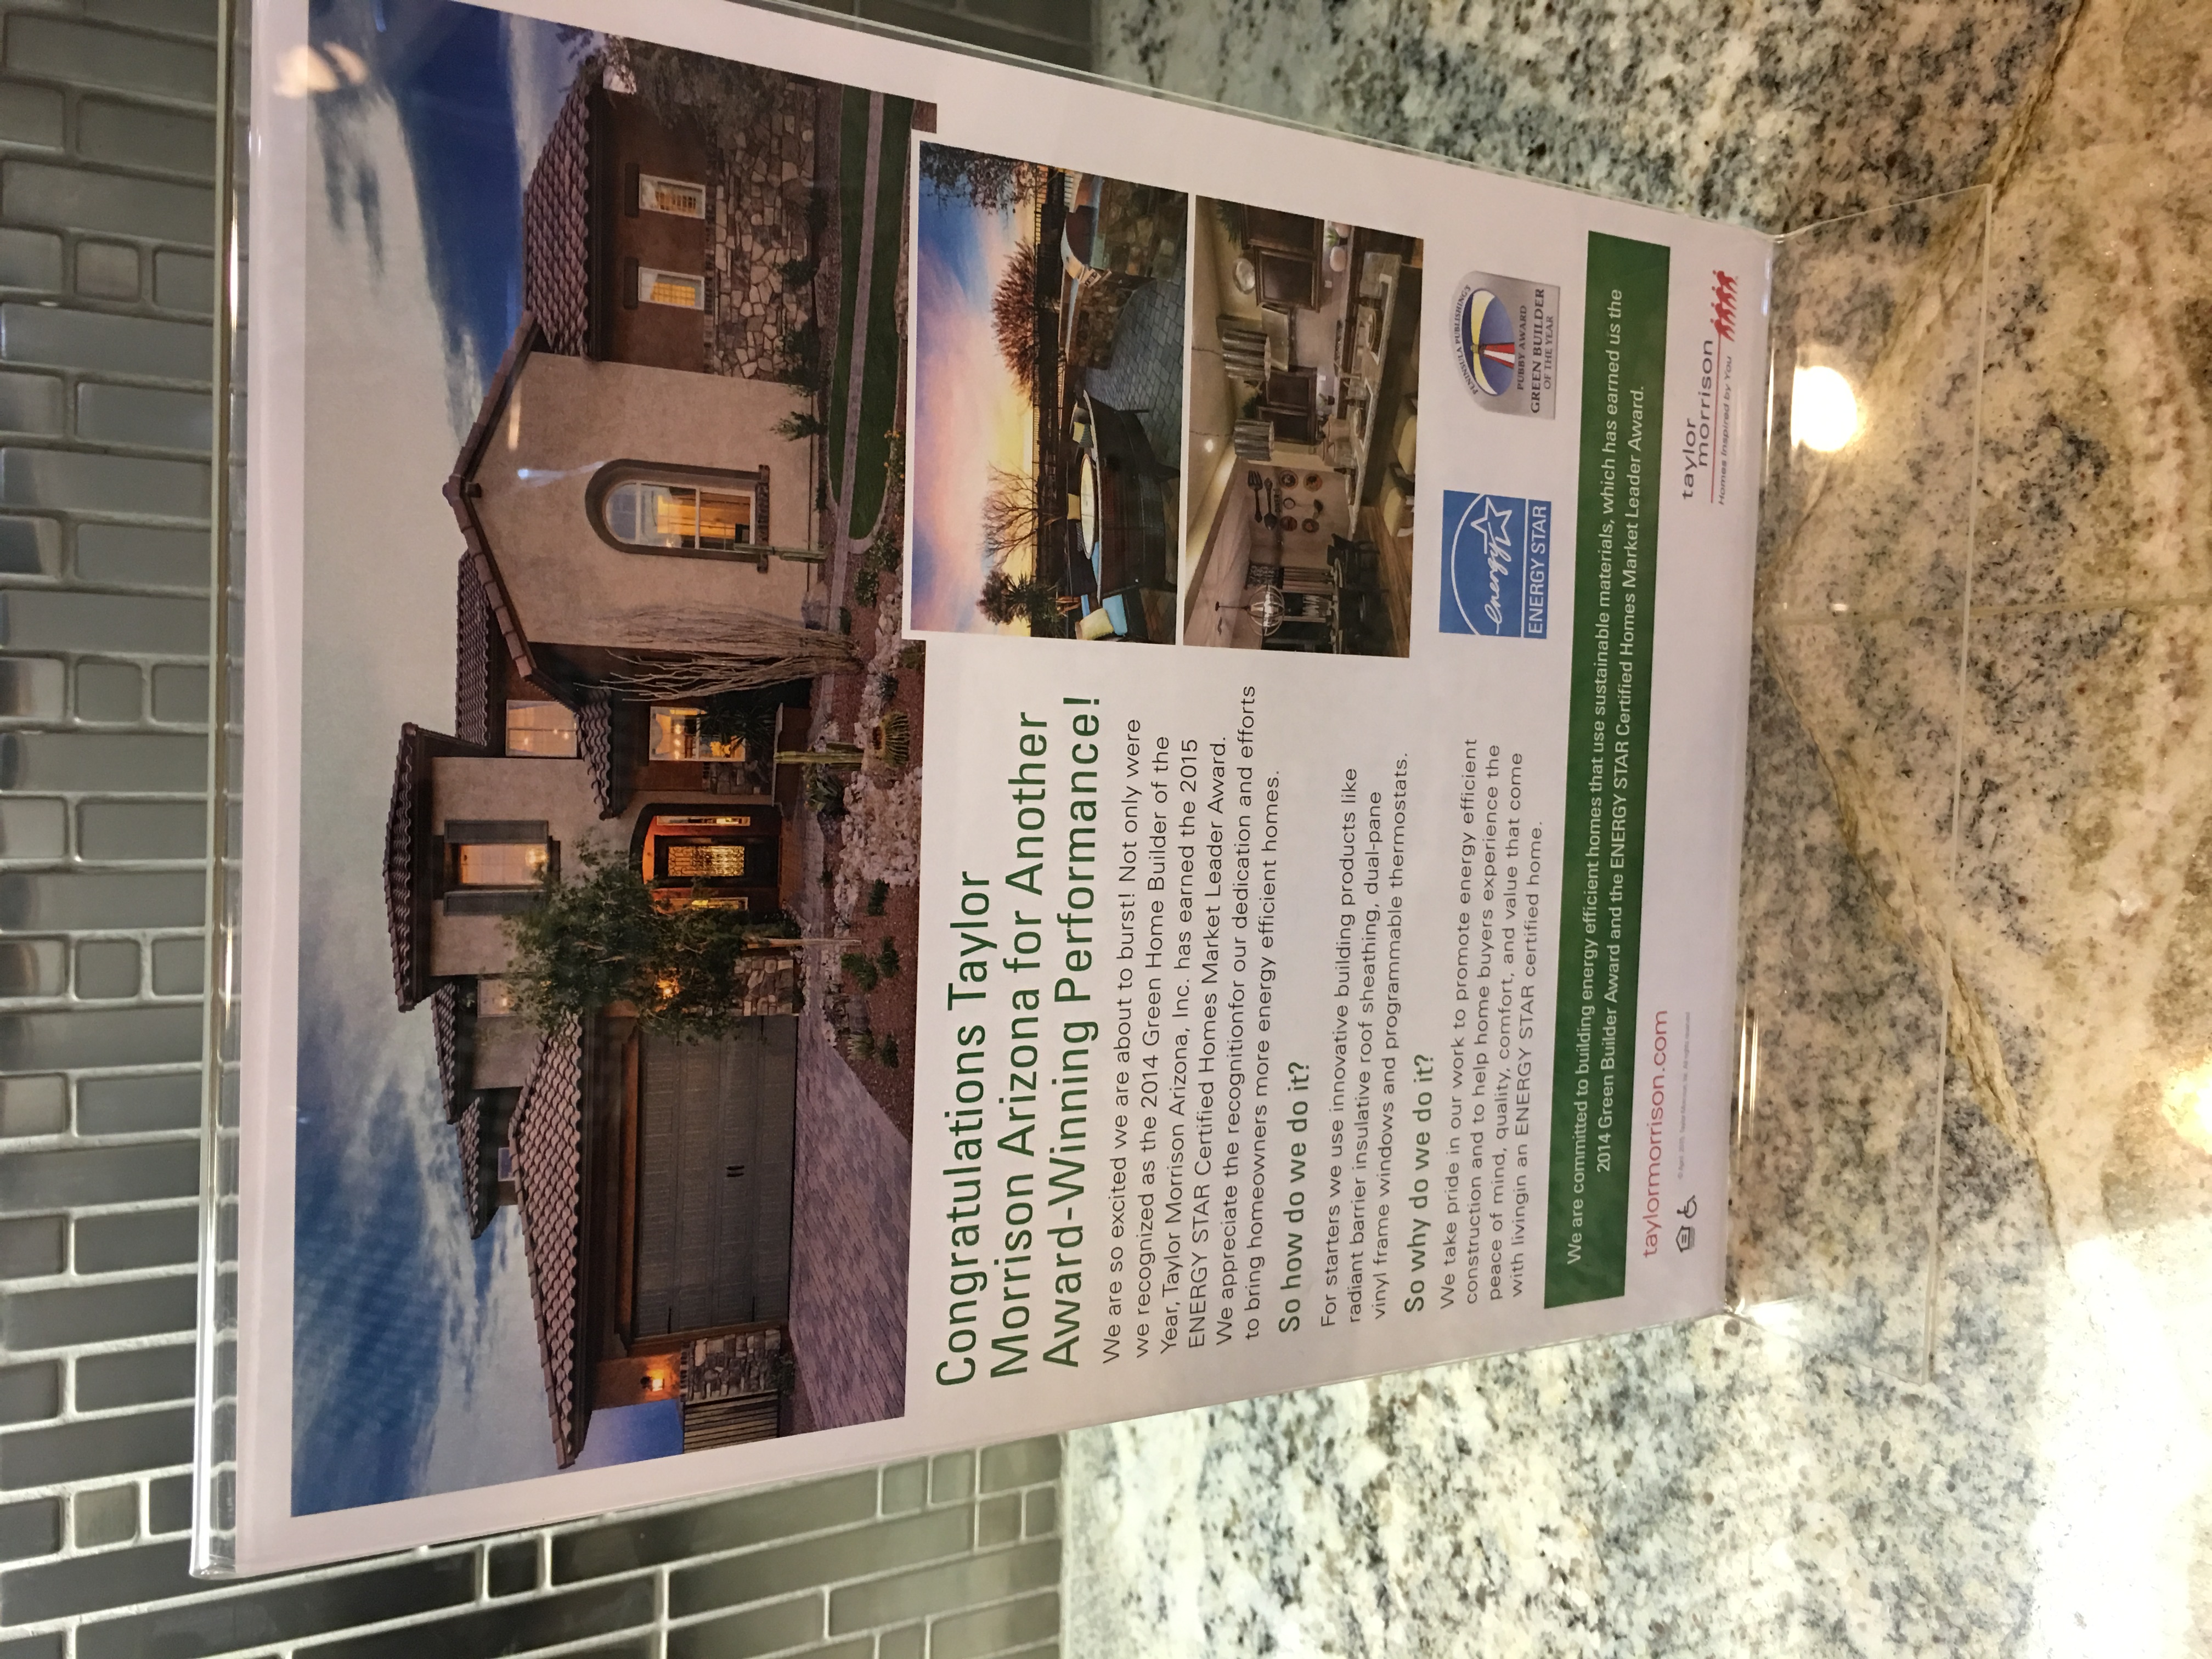 Congratulations Taylor
Morrison Arizona for Another
Award-Winning Performance!
We are so excited we are about to burst! Not only were
we recognized as the 2014 Green Home Builder of the
Year, Taylor Morrison Arizona, Inc. has earned the 2015
ENERGY STAR Certified Homes Market Leader Award.
We appreciate the recognitionfor our dedication and efforts
to bring homeowners more energy efficient homes.
So how do we do it?
For starters we use innovative building products like
radiant barrier insulative roof sheathing, dual-pane
vinyl frame windows and programmable thermostats.
So why do we do it?
We take pride in our work to promote energy efficient
construction and to help home buyers experience the
peace of mind, quality, comfort, and value that come
with livingin an ENERGY STAR certified home.
energy
ENERGY STAR
PENINSULA PUBLISHING'S
PUBBY AWARD
GREEN BUILDER
OF THE YEAR
We are committed to building energy efficient homes that use sustainable materials, which has earned us the
2014 Green Builder Award and the ENERGY STAR Certified Homes Market Leader Award.
taylormorrison.com
© April, 2015, Taylor Morrison, Inc. All rights reserved
taylor
morrison
Homes Inspired by You